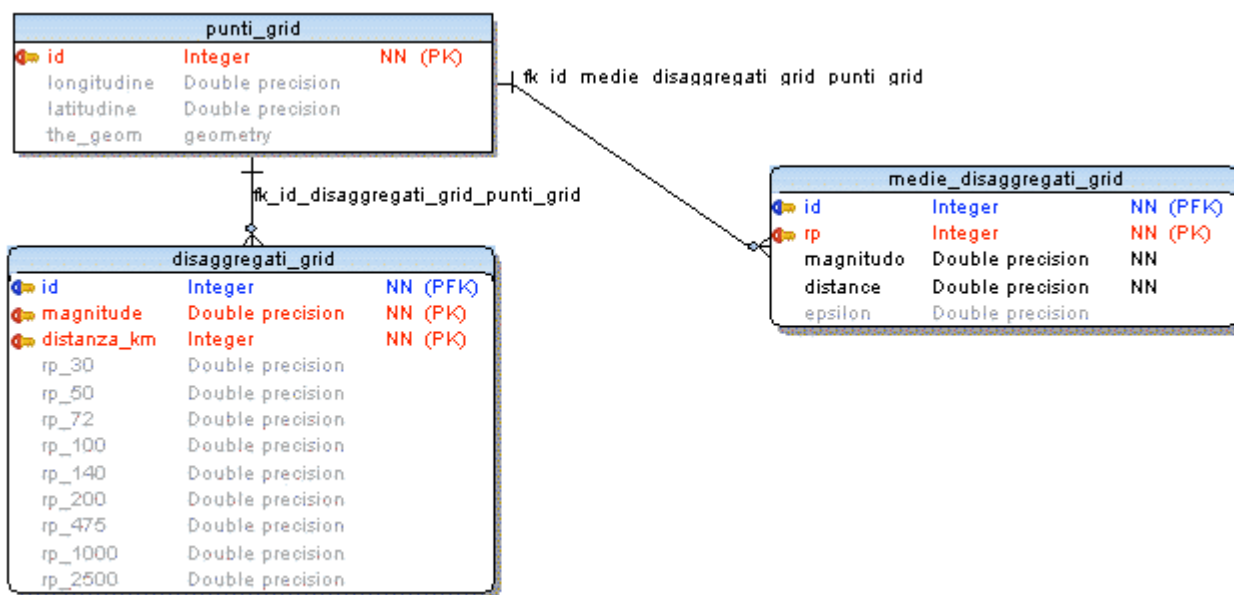 punti_grid
id Integer NN (PK)
longitudine Double precision
latitudine Double precision
the_geom geometry
fk_id_medie_disaggregati_grid_punti_grid
fk_id_disaggregati_grid_punti_grid
medie_disaggregati_grid
id Integer NN (PFK)
rp Integer NN (PK)
magnitudo Double precision NN
distance Double precision NN
epsilon Double precision
disaggregati_grid
id Integer NN (PFK)
magnitude Double precision NN (PK)
distanza_km Integer NN (PK)
rp_30 Double precision
rp_50 Double precision
rp_72 Double precision
rp_100 Double precision
rp_140 Double precision
rp_200 Double precision
rp_475 Double precision
rp_1000 Double precision
rp_2500 Double precision